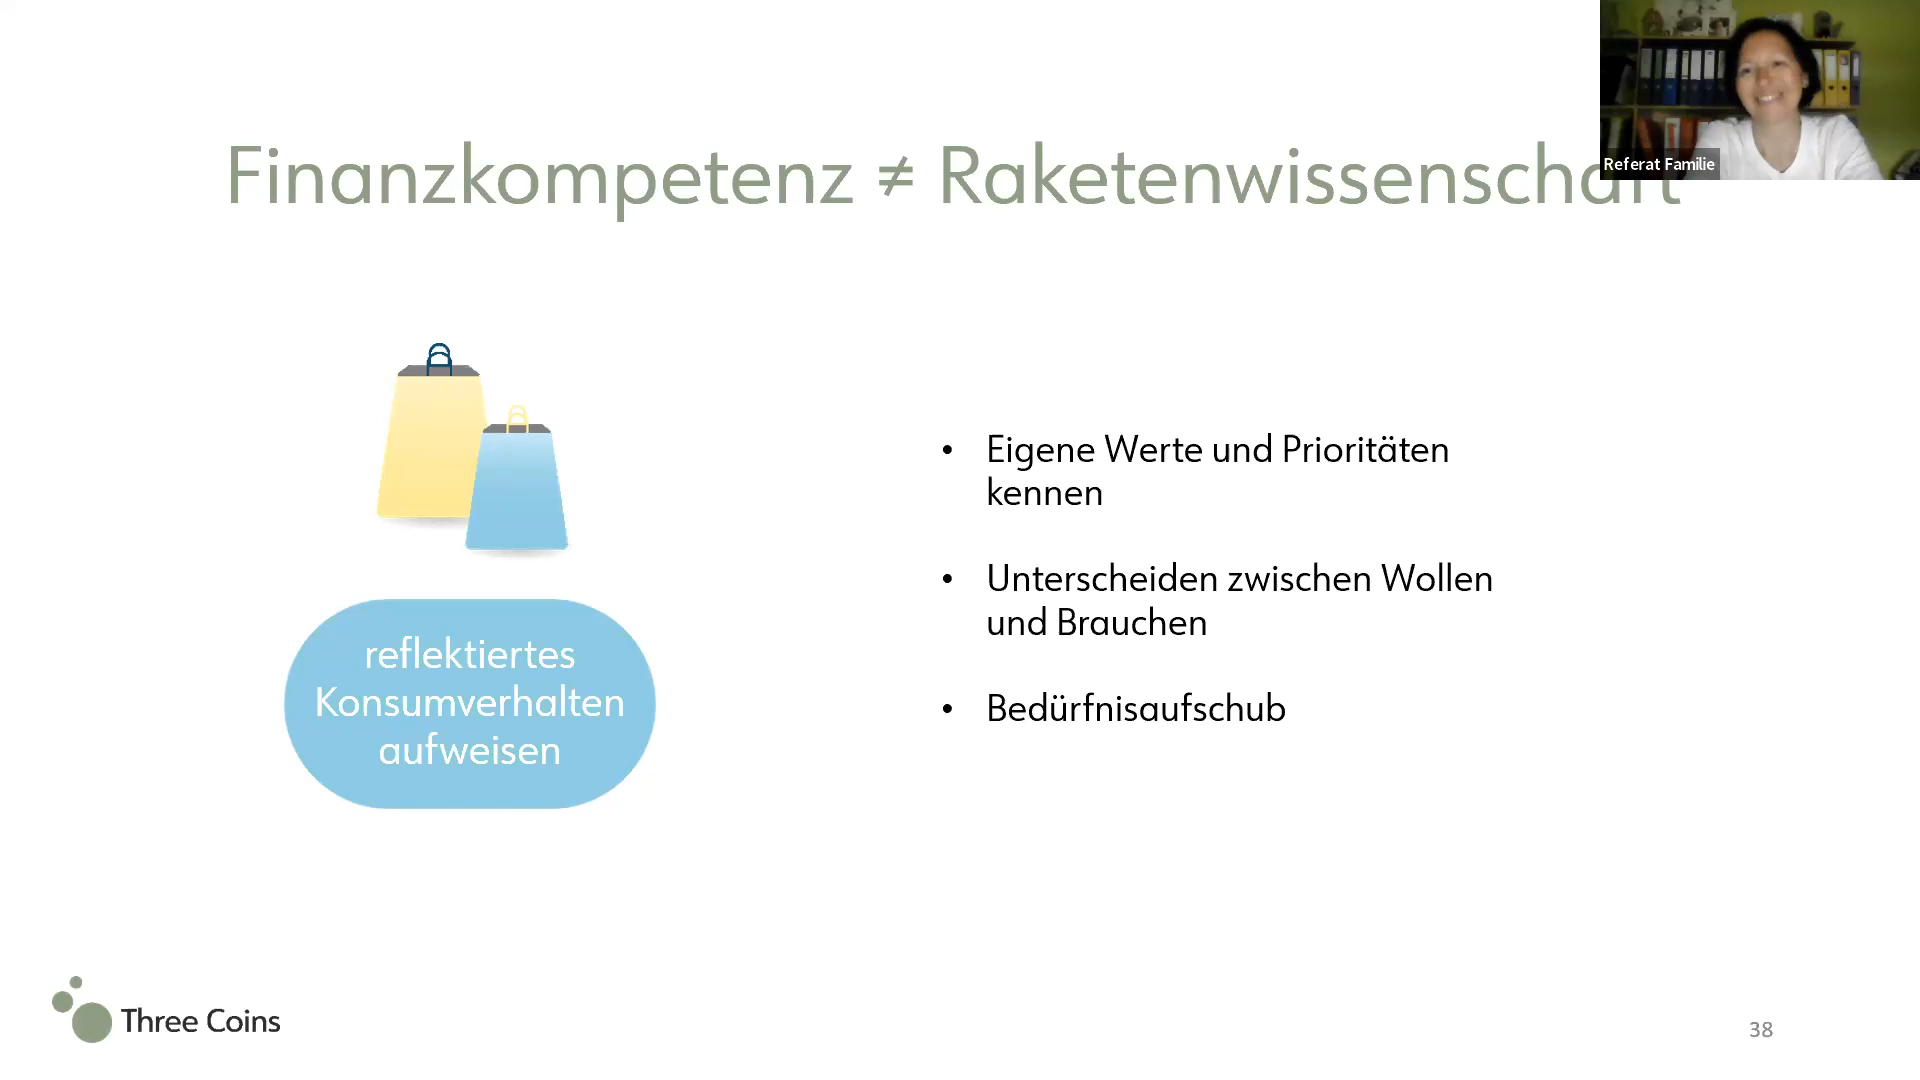 Finanzkompetenz ≠ Raketenwissenschaft
Referat Familie
reflektiertes
Konsumverhalten
aufweisen
• Eigene Werte und Prioritäten
kennen
• Unterscheiden zwischen Wollen
und Brauchen
• Bedürfnisaufschub
Three Coins
38